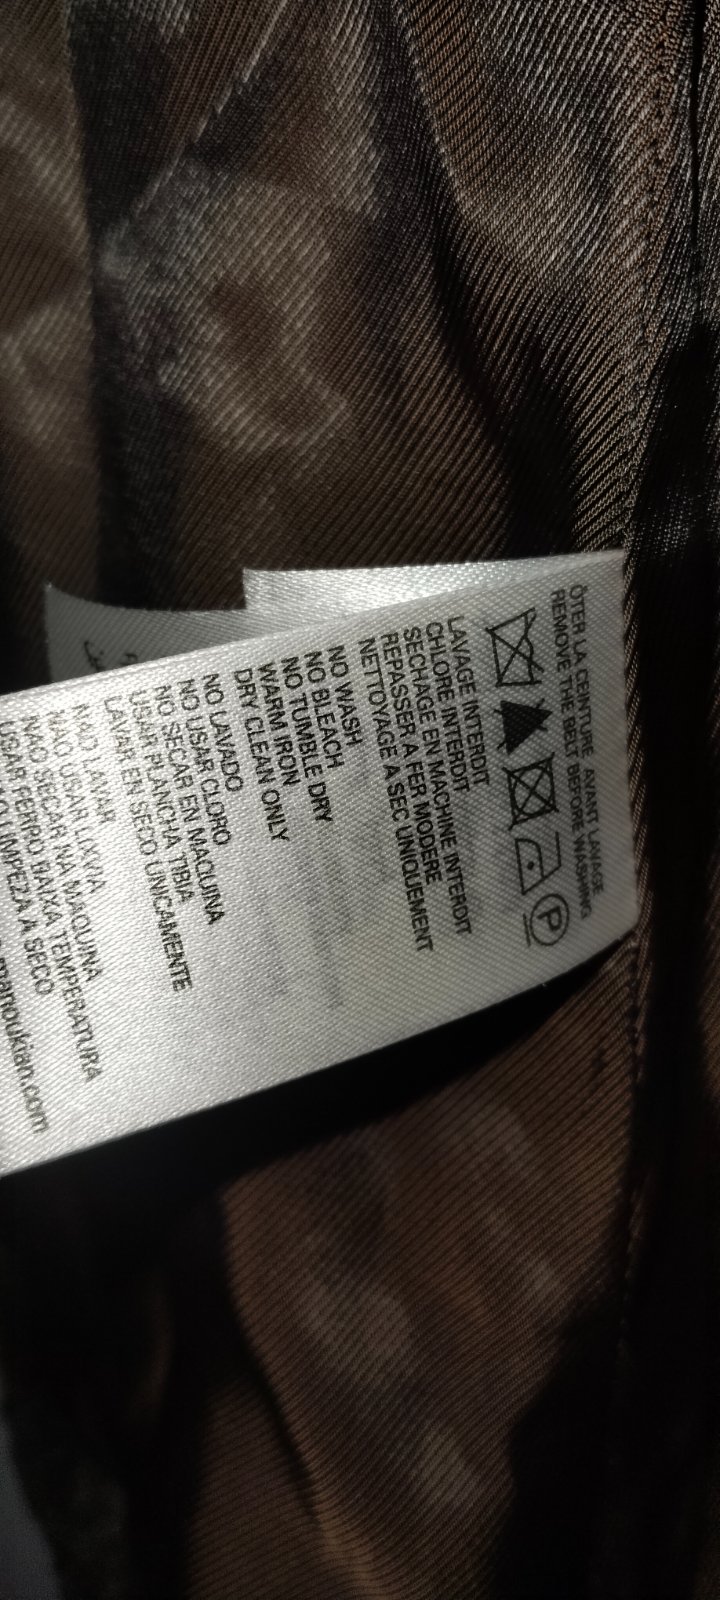 ÔTER LA CEINTURE AVANT LAVAGE
REMOVE THE BELT BEFORE WASHING
P
LAVAGE INTERDIT
CHLORE INTERDIT
SECHAGE EN MACHINE INTERDIT
REPASSER A FER MODERE
NETTOYAGE A SEC UNIQUEMENT
NO WASH
NO BLEACH
NO TUMBLE DRY
WARM IRON
DRY CLEAN ONLY
NO LAVADO
NO USAR CLORO
NO SECAR EN MAQUINA
USAR PLANCHA TIBIA
LAVAR EN SECO UNICAMENTE
NAO LAVAR
NAO USAR LIXVIA
NAO SECAR NA MAQUINA
USAR FERRO BAIXA TEMPERATURA
LIMPEZA A SECO
manoukian.com